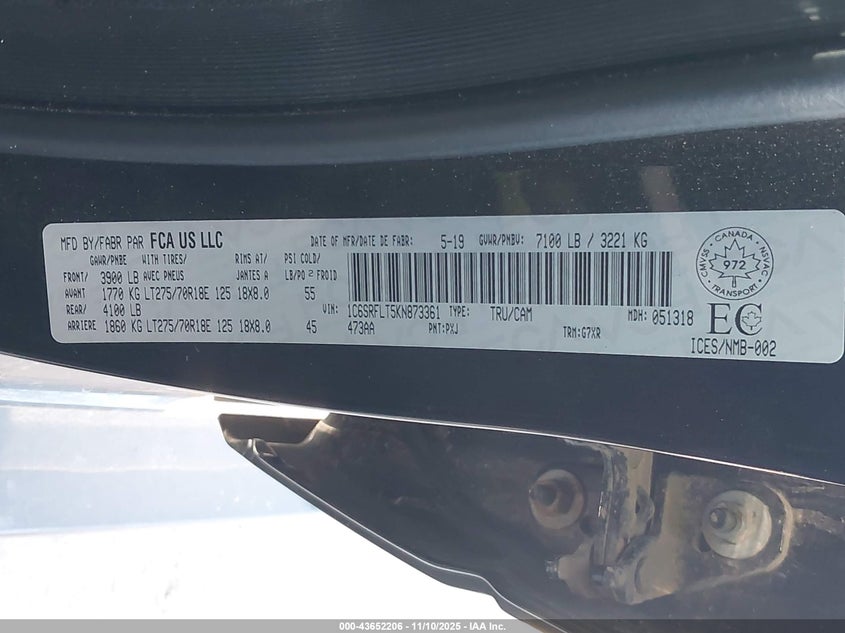 MFD BY/FABR PAR FCA US LLC DATE OF MFR/DATE DE FABR: 5-19 GVWR/PNBV: 7100 LB / 3221 KG
GAWR/PNBE WITH TIRES/ RIMS AT/ PSI COLD/
FRONT/ 3900 LB AVEC PNEUS JANTES A LB/PO 2 FROID
AVANT 1770 KG LT275/70R18E 125 18X8.0 55
REAR/ 4100 LB VIN: 1C6SRFLT5KN873361 TYPE: TRU/CAM MDH: 051318
ARRIERE 1860 KG LT275/70R18E 125 18X8.0 45 473AA PNT:PXJ TRM:G7XR
CMVSS · CANADA · NSVAC
972
TRANSPORT
EC
ICES/NMB-002
000-43652206 - 11/10/2025 - IAA Inc.